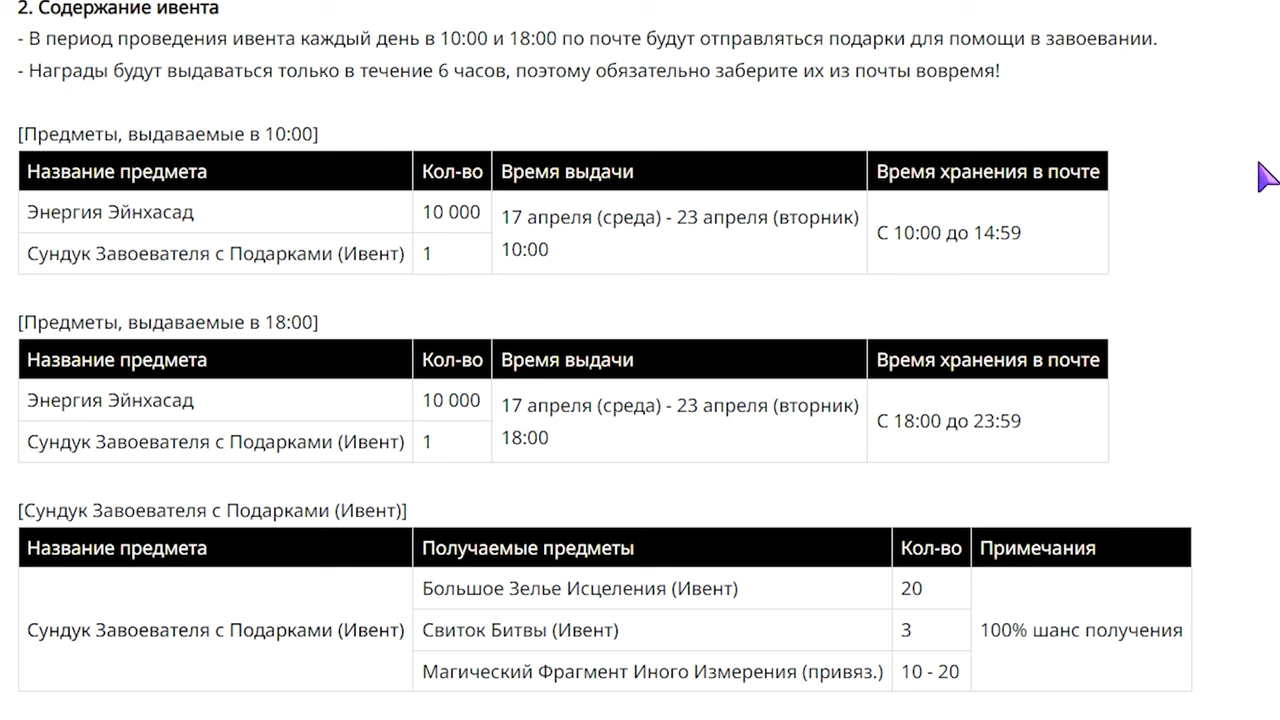 2. Содержание ивента
- В период проведения ивента каждый день в 10:00 и 18:00 по почте будут отправляться подарки для помощи в завоевании.
- Награды будут выдаваться только в течение 6 часов, поэтому обязательно заберите их из почты вовремя!
[Предметы, выдаваемые в 10:00]
Название предмета Кол-во Время выдачи Время хранения в почте
Энергия Эйнхасад 10 000 17 апреля (среда) - 23 апреля (вторник)
10:00 С 10:00 до 14:59
Сундук Завоевателя с Подарками (Ивент) 1
[Предметы, выдаваемые в 18:00]
Название предмета Кол-во Время выдачи Время хранения в почте
Энергия Эйнхасад 10 000 17 апреля (среда) - 23 апреля (вторник)
18:00 С 18:00 до 23:59
Сундук Завоевателя с Подарками (Ивент) 1
[Сундук Завоевателя с Подарками (Ивент)]
Название предмета Получаемые предметы Кол-во Примечания
Большое Зелье Исцеления (Ивент) 20
Сундук Завоевателя с Подарками (Ивент) Свиток Битвы (Ивент) 3 100% шанс получения
Магический Фрагмент Иного Измерения (привяз.) 10 - 20